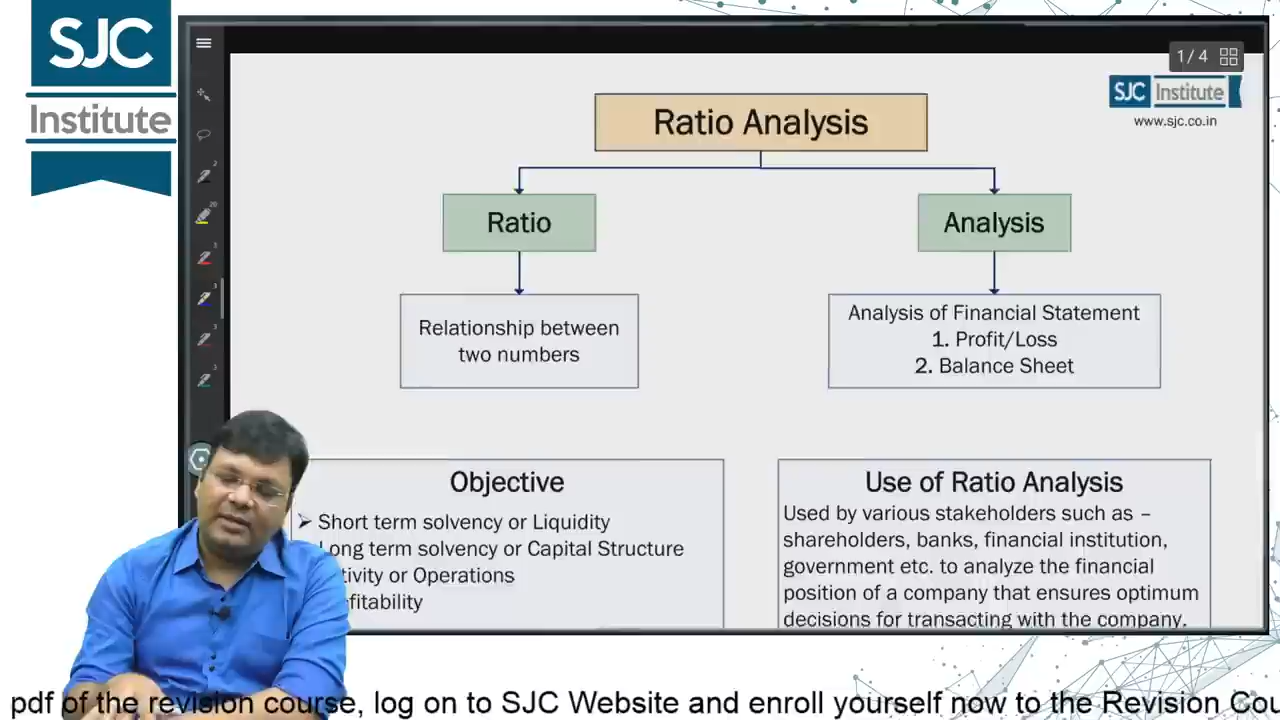 SJC
Institute
1 / 4
SJC Institute
www.sjc.co.in
Ratio Analysis
Ratio
Analysis
Relationship between
two numbers
Analysis of Financial Statement
1. Profit/Loss
2. Balance Sheet
Objective
Short term solvency or Liquidity
Long term solvency or Capital Structure
tivity or Operations
fitability
Use of Ratio Analysis
Used by various stakeholders such as –
shareholders, banks, financial institution,
government etc. to analyze the financial
position of a company that ensures optimum
decisions for transacting with the company.
pdf of the revision course, log on to SJC Website and enroll yourself now to the Revision Cou